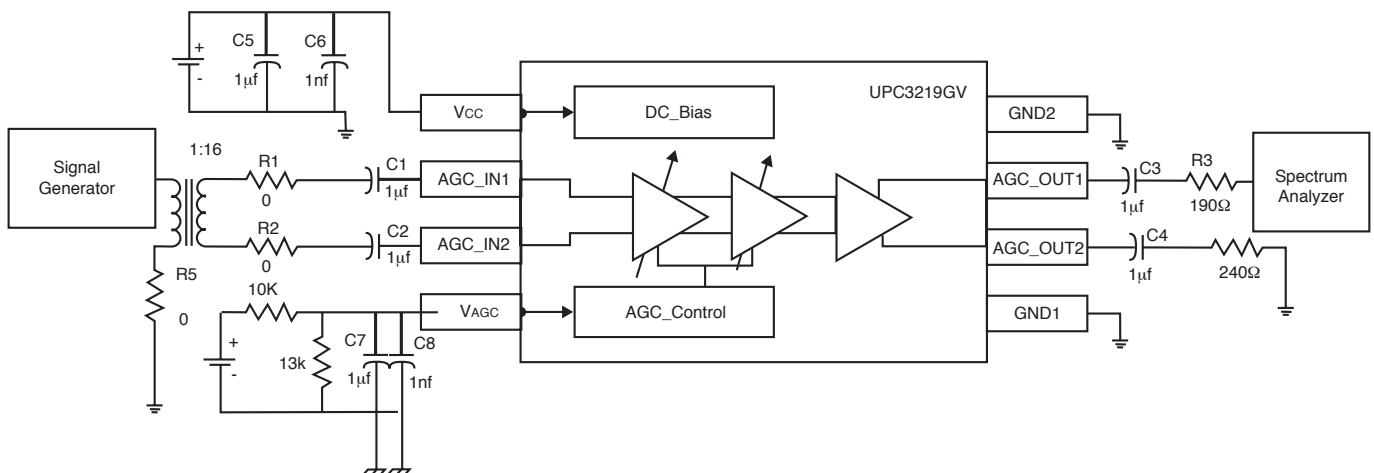 +
-
C5
1µf
C6
1nf
VCC
DC_Bias
UPC3219GV
GND2
Signal
Generator
1:16
R1
0
C1
1µf
AGC_IN1
AGC_OUT1
C3
1µf
R3
190Ω
Spectrum
Analyzer
R2
0
C2
1µf
AGC_IN2
AGC_OUT2
C4
1µf
240Ω
R5
0
10K
VAGC
AGC_Control
GND1
+
-
13k
C7
1µf
C8
1nf